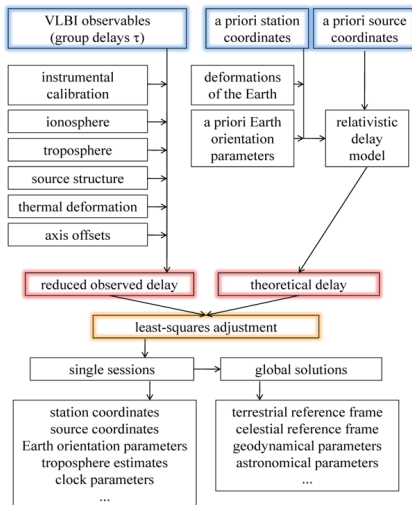 VLBI observables
(group delays τ)
a priori station
coordinates
a priori source
coordinates
instrumental
calibration
ionosphere
troposphere
source structure
thermal deformation
axis offsets
deformations
of the Earth
a priori Earth
orientation
parameters
relativistic
delay
model
reduced observed delay
theoretical delay
least-squares adjustment
single sessions
global solutions
station coordinates
source coordinates
Earth orientation parameters
troposphere estimates
clock parameters
...
terrestrial reference frame
celestial reference frame
geodynamical parameters
astronomical parameters
...